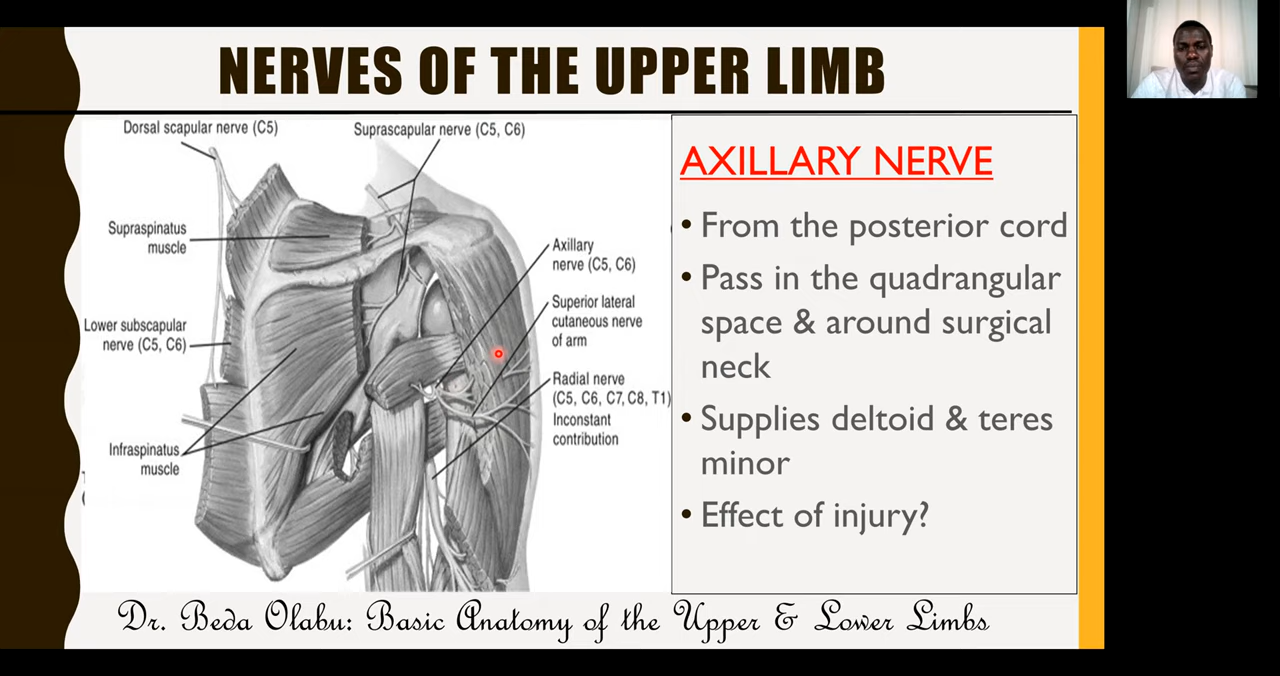 NERVES OF THE UPPER LIMB
Dorsal scapular nerve (C5)
Suprascapular nerve (C5, C6)
Supraspinatus
muscle
Lower subscapular
nerve (C5, C6)
Infraspinatus
muscle
Axillary
nerve (C5, C6)
Superior lateral
cutaneous nerve
of arm
Radial nerve
(C5, C6, C7, C8, T1)
Inconstant
contribution
AXILLARY NERVE
• From the posterior cord
• Pass in the quadrangular
space & around surgical
neck
• Supplies deltoid & teres
minor
• Effect of injury?
Dr. Beda Olabu: Basic Anatomy of the Upper & Lower Limbs